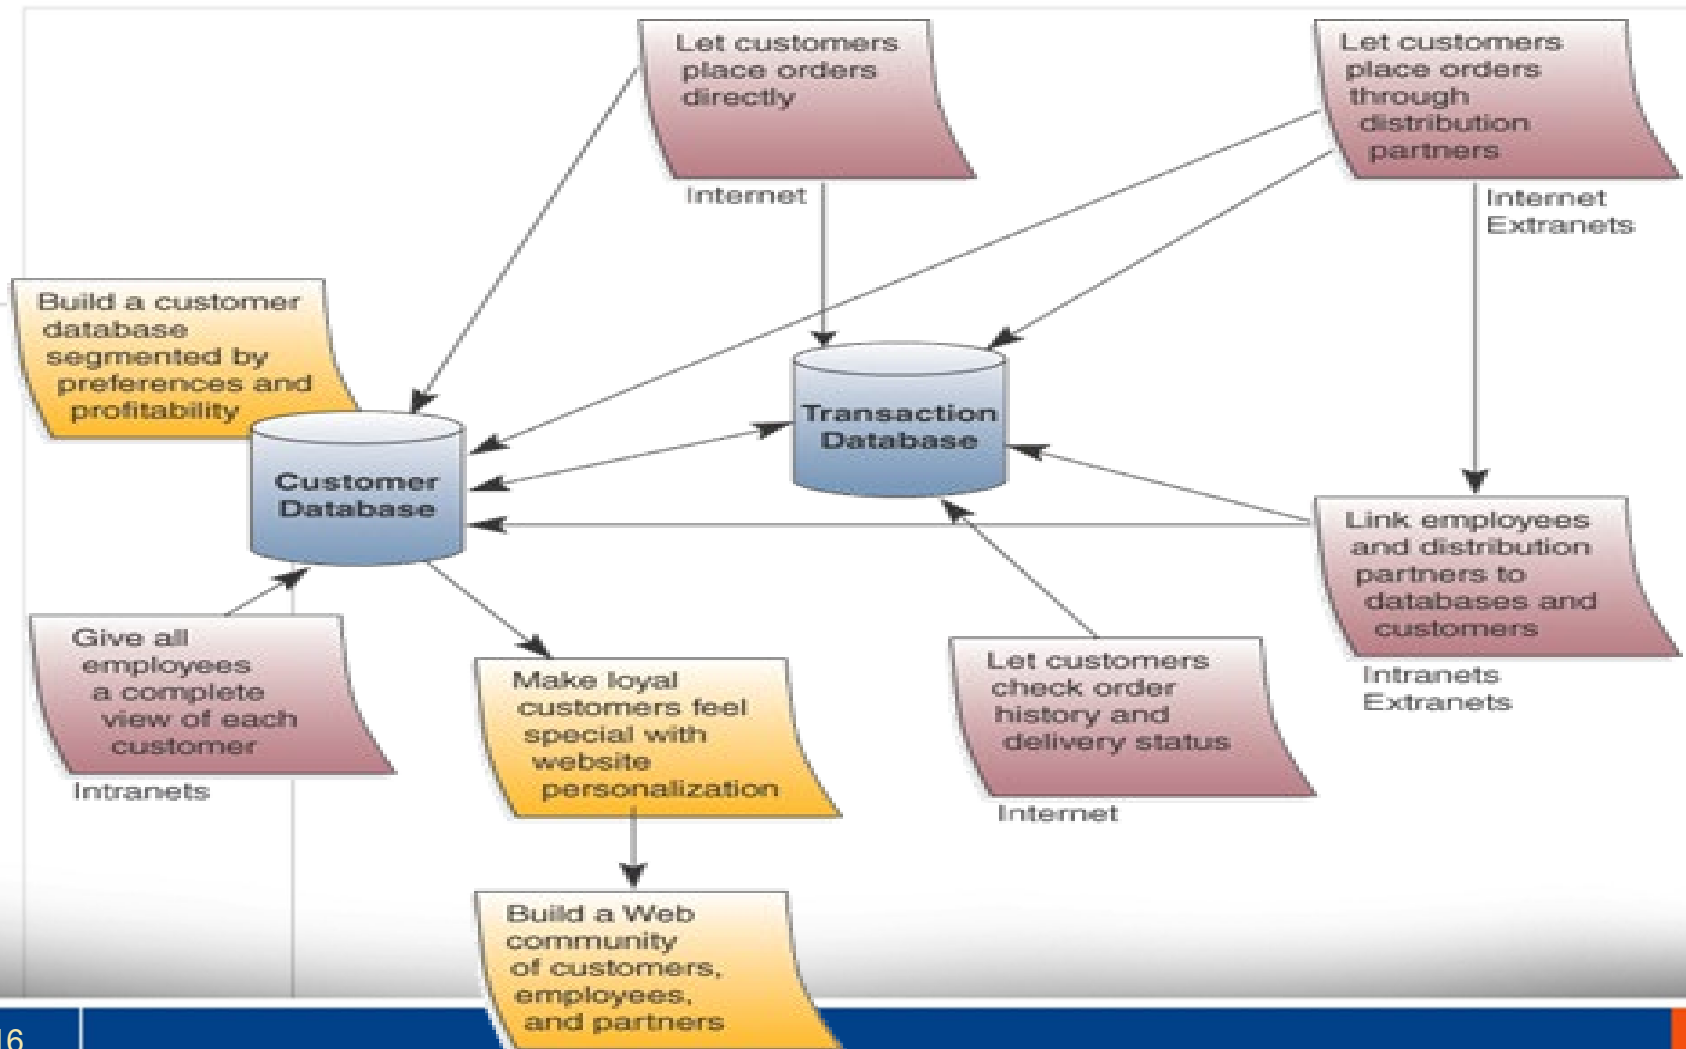 Let customers
place orders
directly
Internet
Let customers
place orders
through
distribution
partners
Internet
Extranets
Build a customer
database
segmented by
preferences and
profitability
Customer
Database
Transaction
Database
Link employees
and distribution
partners to
databases and
customers
Intranets
Extranets
Give all
employees
a complete
view of each
customer
Intranets
Make loyal
customers feel
special with
website
personalization
Let customers
check order
history and
delivery status
Internet
Build a Web
community
of customers,
employees,
and partners
16